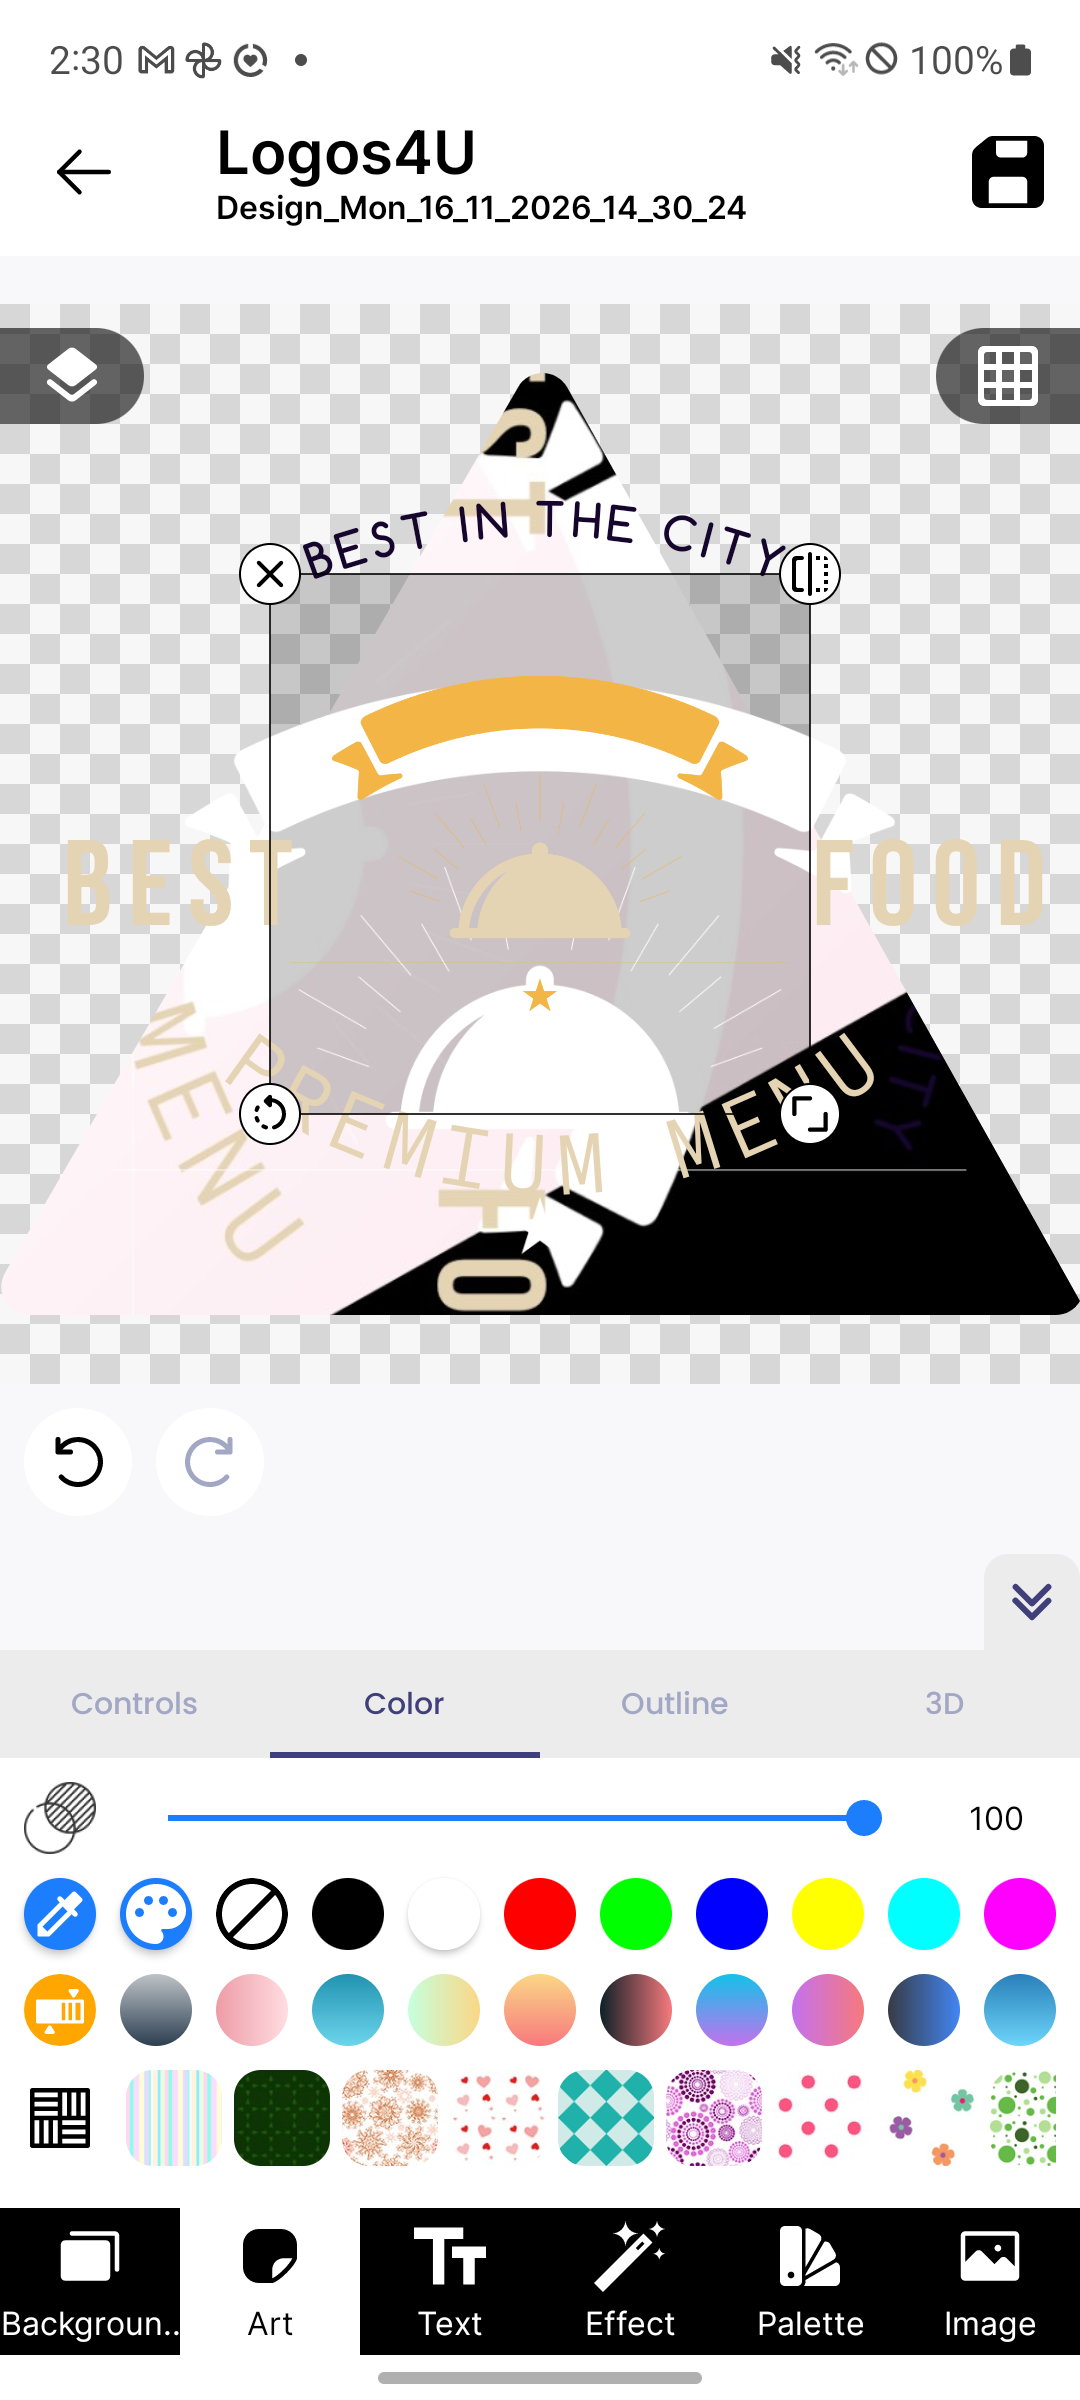 2:30
100%
Logos4U
Design_Mon_16_11_2026_14_30_24
BEST IN THE CITY
BEST
FOOD
MENU
PREMIUM MENU
CITY
Controls
Color
Outline
3D
100
Backgroun..
Art
Text
Effect
Palette
Image